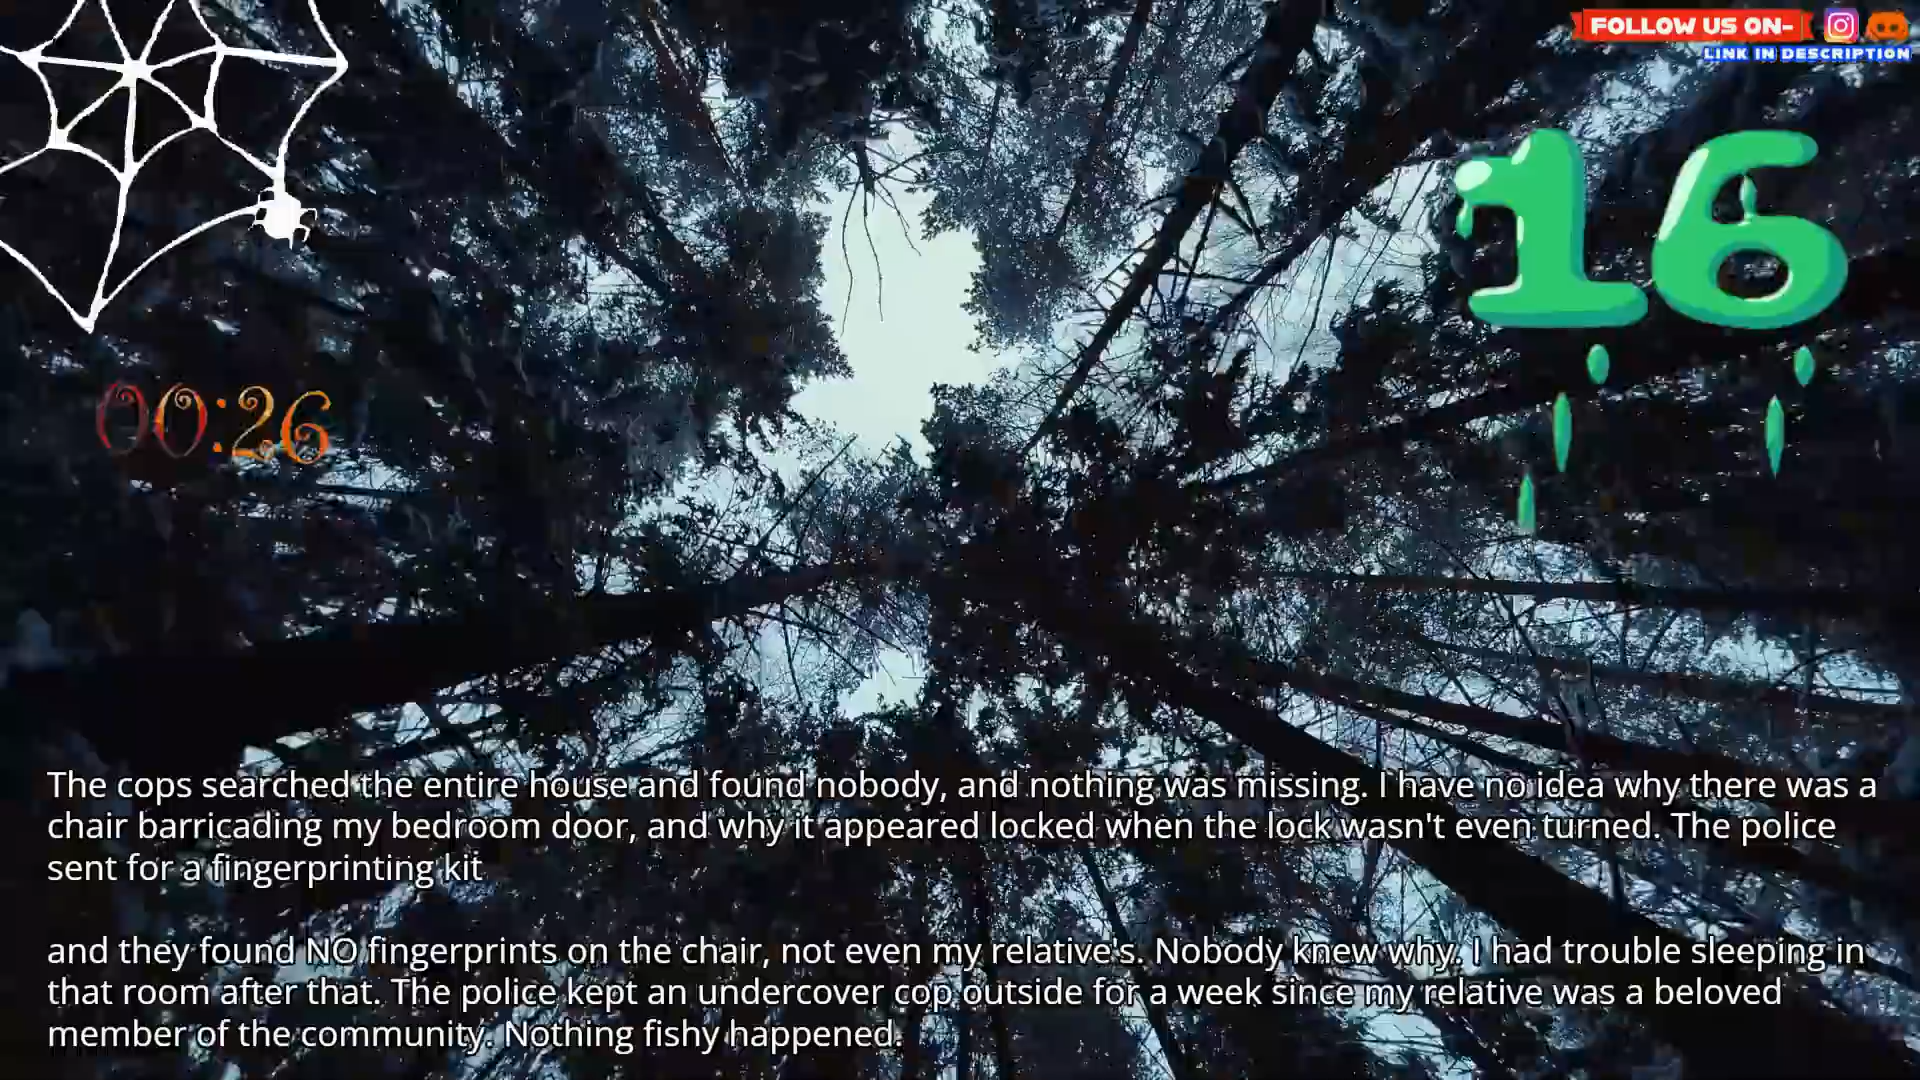 FOLLOW US ON-
LINK IN DESCRIPTION
16
00:26
The cops searched the entire house and found nobody, and nothing was missing. I have no idea why there was a
chair barricading my bedroom door, and why it appeared locked when the lock wasn't even turned. The police
sent for a fingerprinting kit
and they found NO fingerprints on the chair, not even my relative's. Nobody knew why. I had trouble sleeping in
that room after that. The police kept an undercover cop outside for a week since my relative was a beloved
member of the community. Nothing fishy happened.